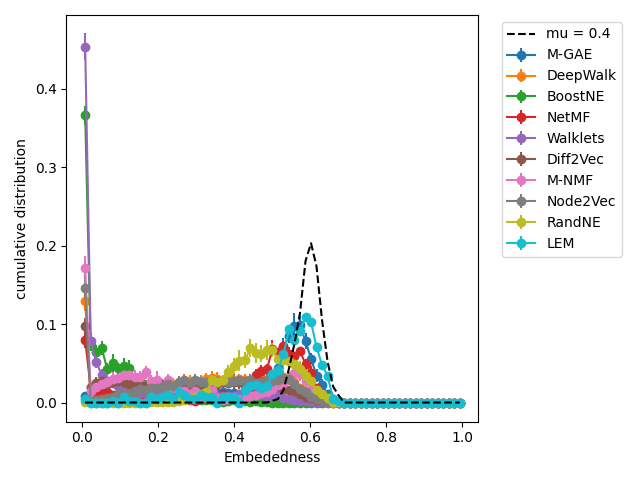 cumulative distribution
0.4
0.3
0.2
0.1
0.0
0.0
0.2
0.4
0.6
0.8
1.0
Embededness
mu = 0.4
M-GAE
DeepWalk
BoostNE
NetMF
Walklets
Diff2Vec
M-NMF
Node2Vec
RandNE
LEM